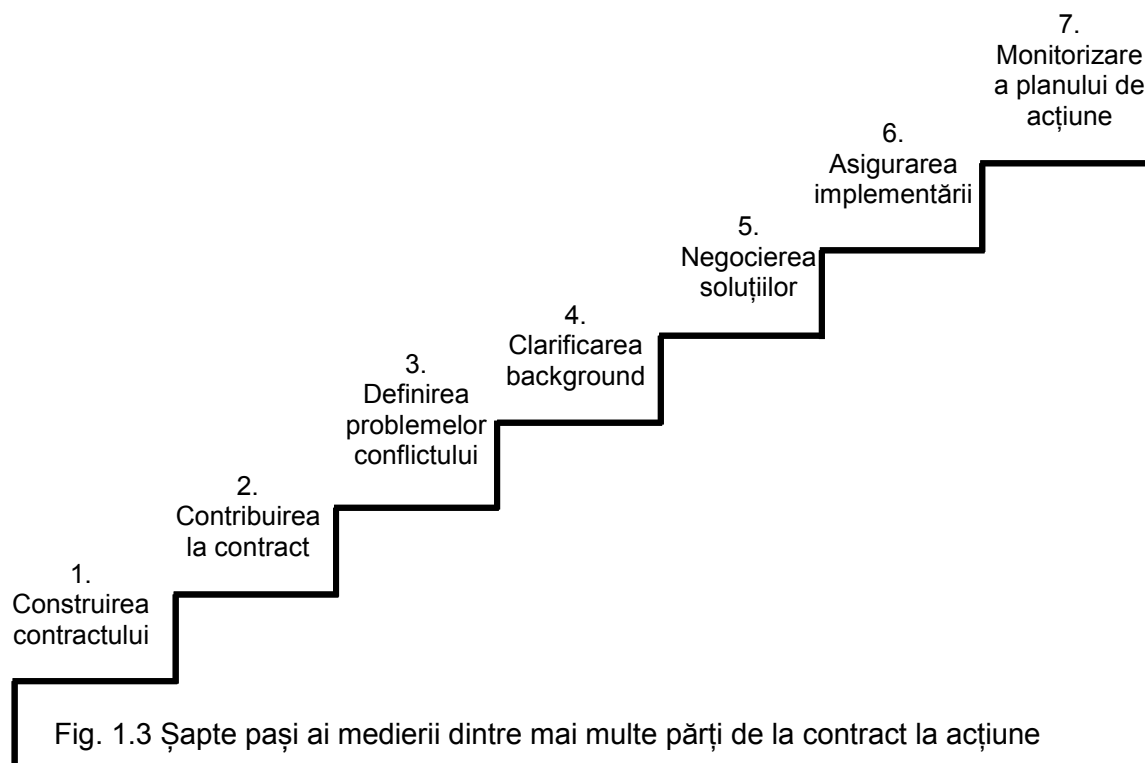 1.
Construirea
contractului
2.
Contribuirea
la contract
3.
Definirea
problemelor
conflictului
4.
Clarificarea
background
5.
Negocierea
soluțiilor
6.
Asigurarea
implementării
7.
Monitorizare
a planului de
acțiune
Fig. 1.3 Șapte pași ai medierii dintre mai multe părți de la contract la acțiune